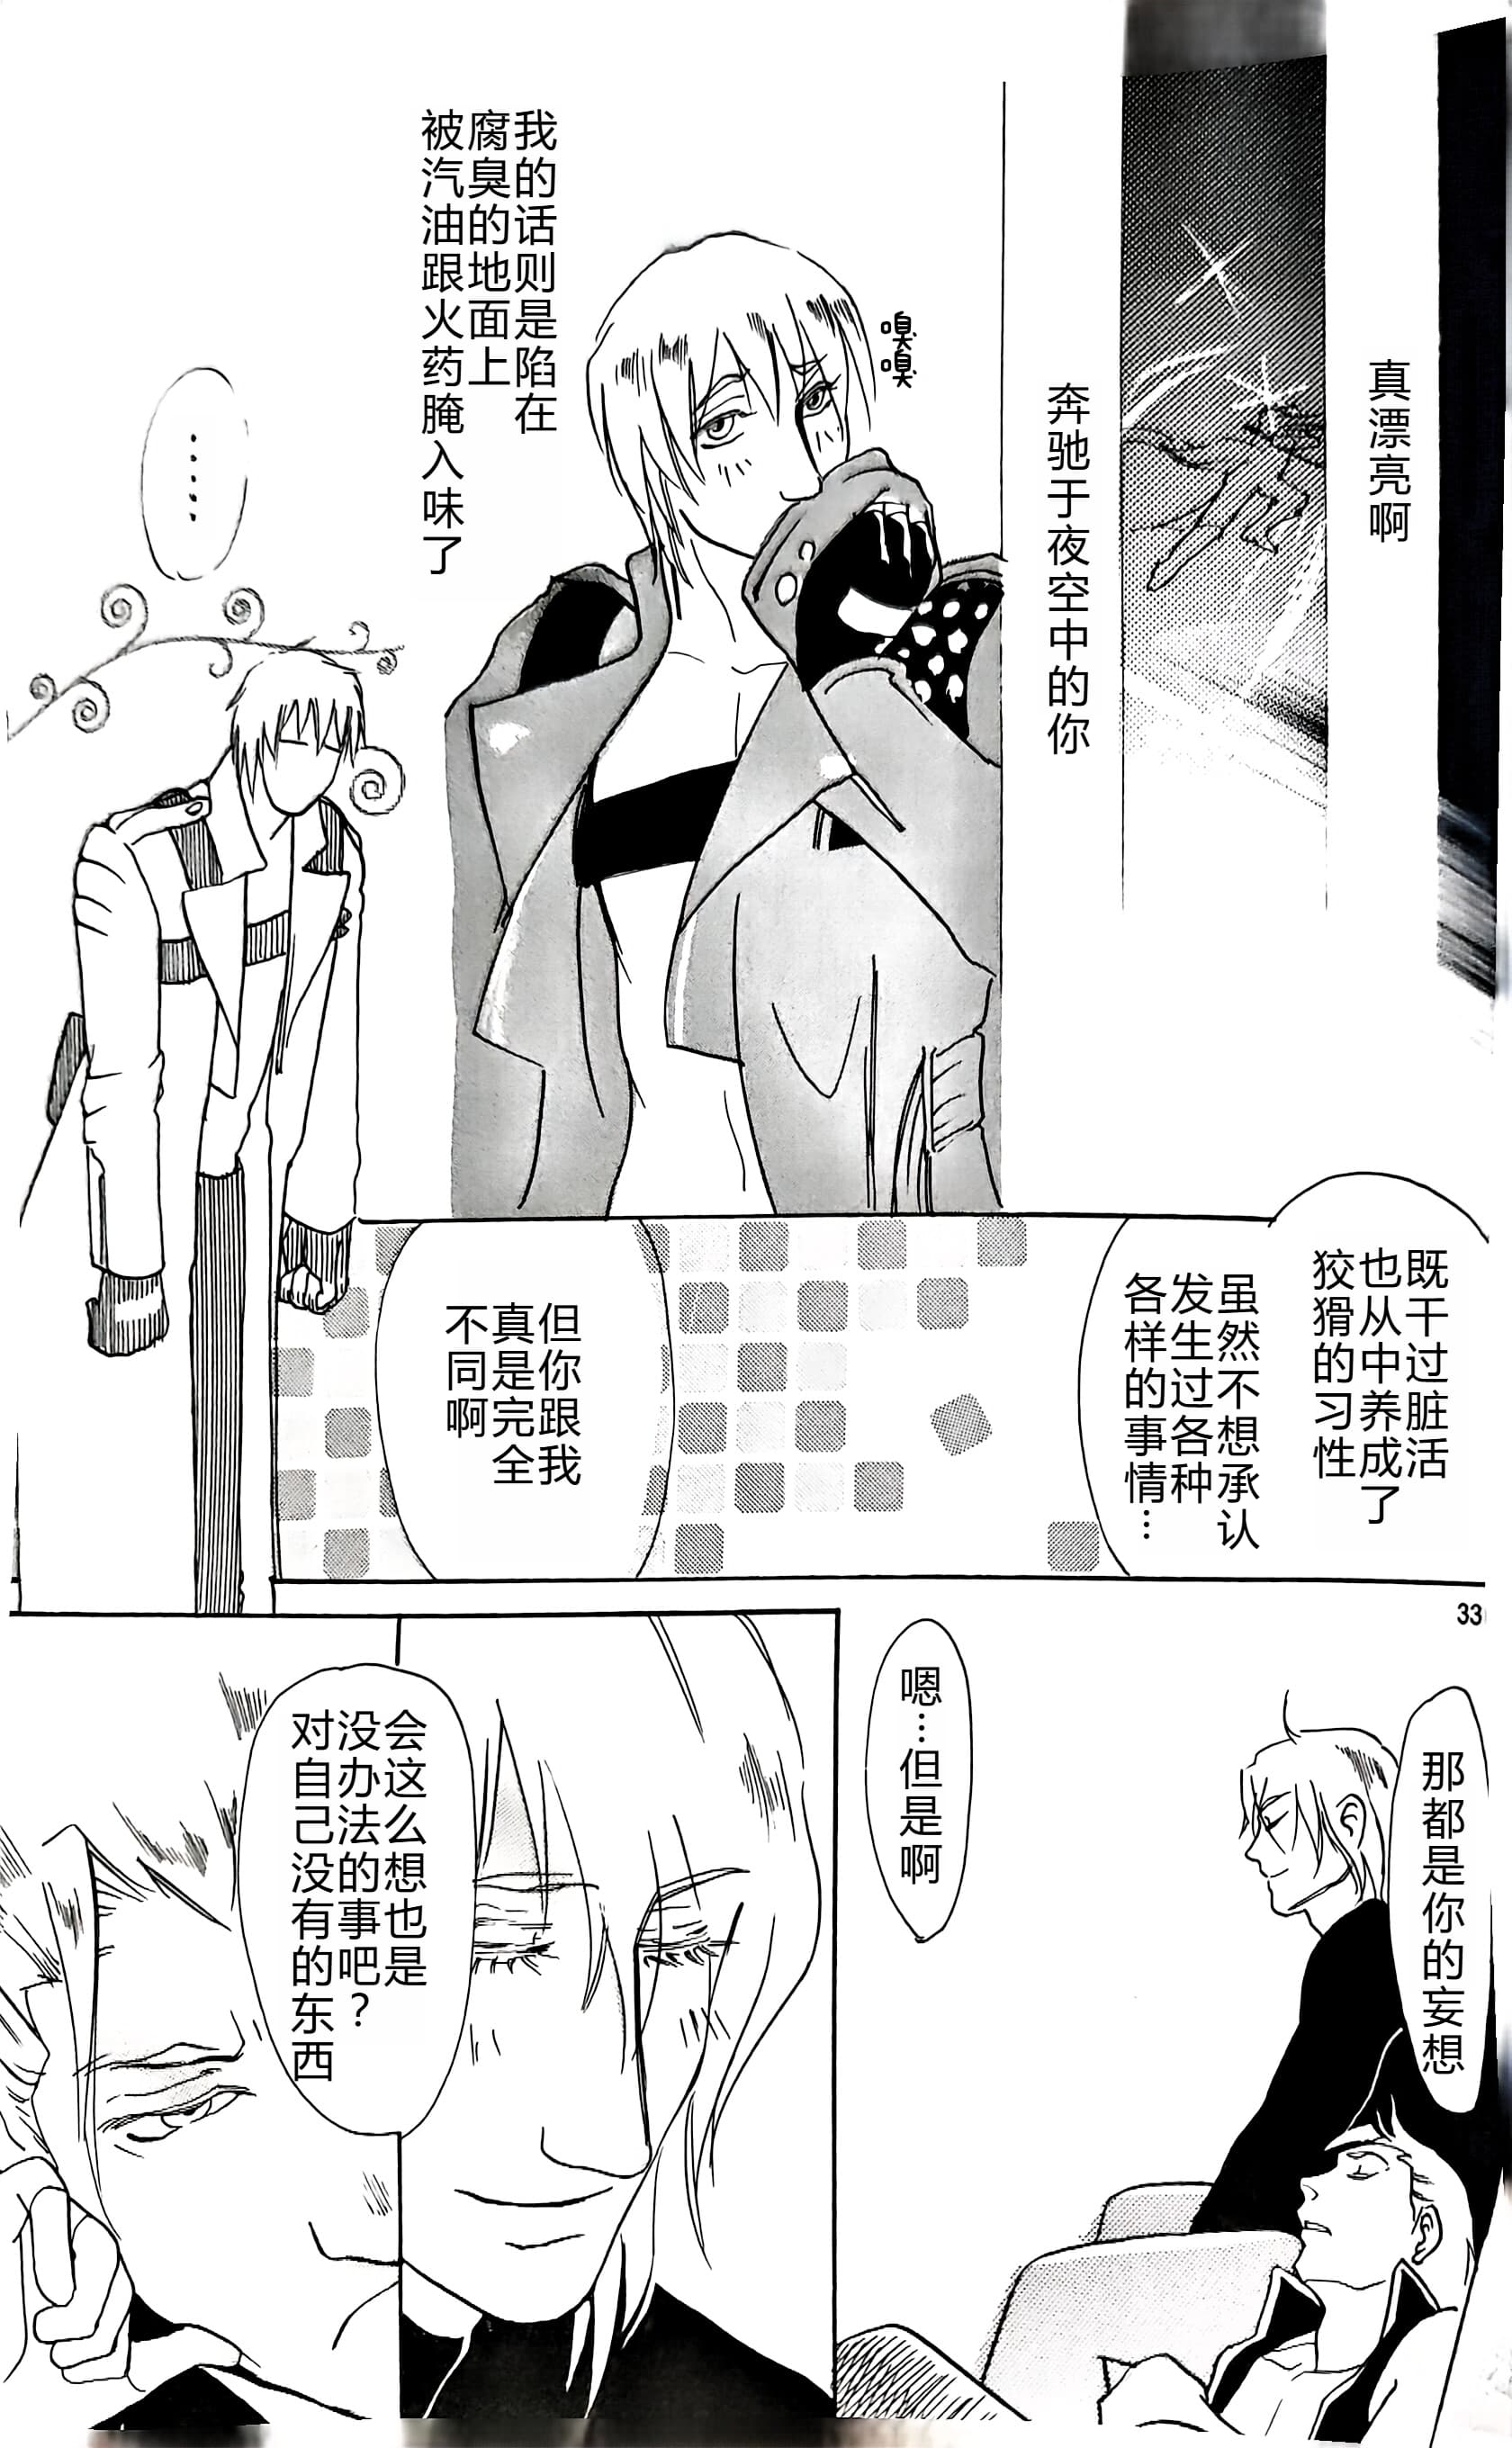 真漂亮啊
奔驰于夜空中的你
嗅嗅
我的话则是陷在
腐臭的地面上
被汽油跟火药腌入味了
……
既干过脏活
也从中养成了
狡猾的习性
虽然不想承认
发生过各种
各样的事情…
但你跟我
真是完全
不同啊
33
那都是你的妄想
嗯…但是啊
会这么想也是
没办法的事吧？
对自己没有的东西